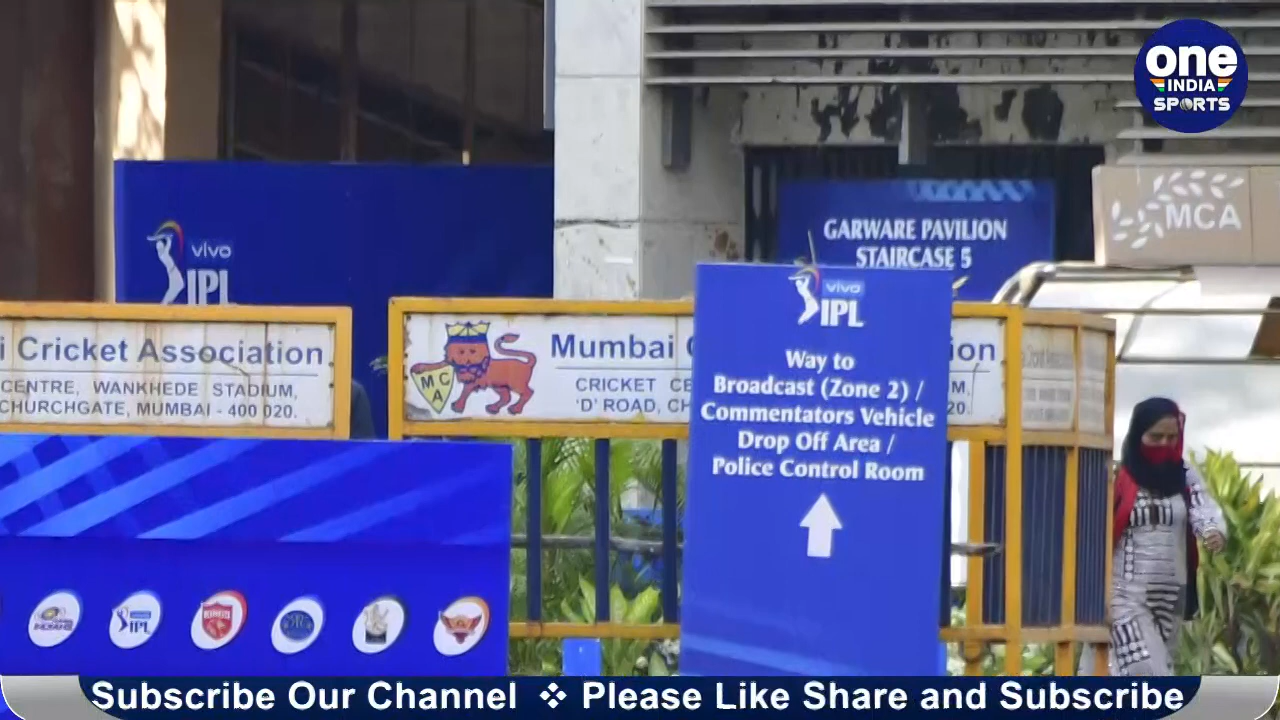 one
INDIA
SPORTS
vivo
IPL
GARWARE PAVILION
STAIRCASE 5
MCA
i Cricket Association
CENTRE, WANKHEDE STADIUM,
CHURCHGATE, MUMBAI - 400 020.
MCA
Mumbai
CRICKET
'D' ROAD,
vivo
IPL
Way to
Broadcast (Zone 2) /
Commentators Vehicle
Drop Off Area /
Police Control Room
ion
M,
20.
IPL
Subscribe Our Channel ❖ Please Like Share and Subscribe